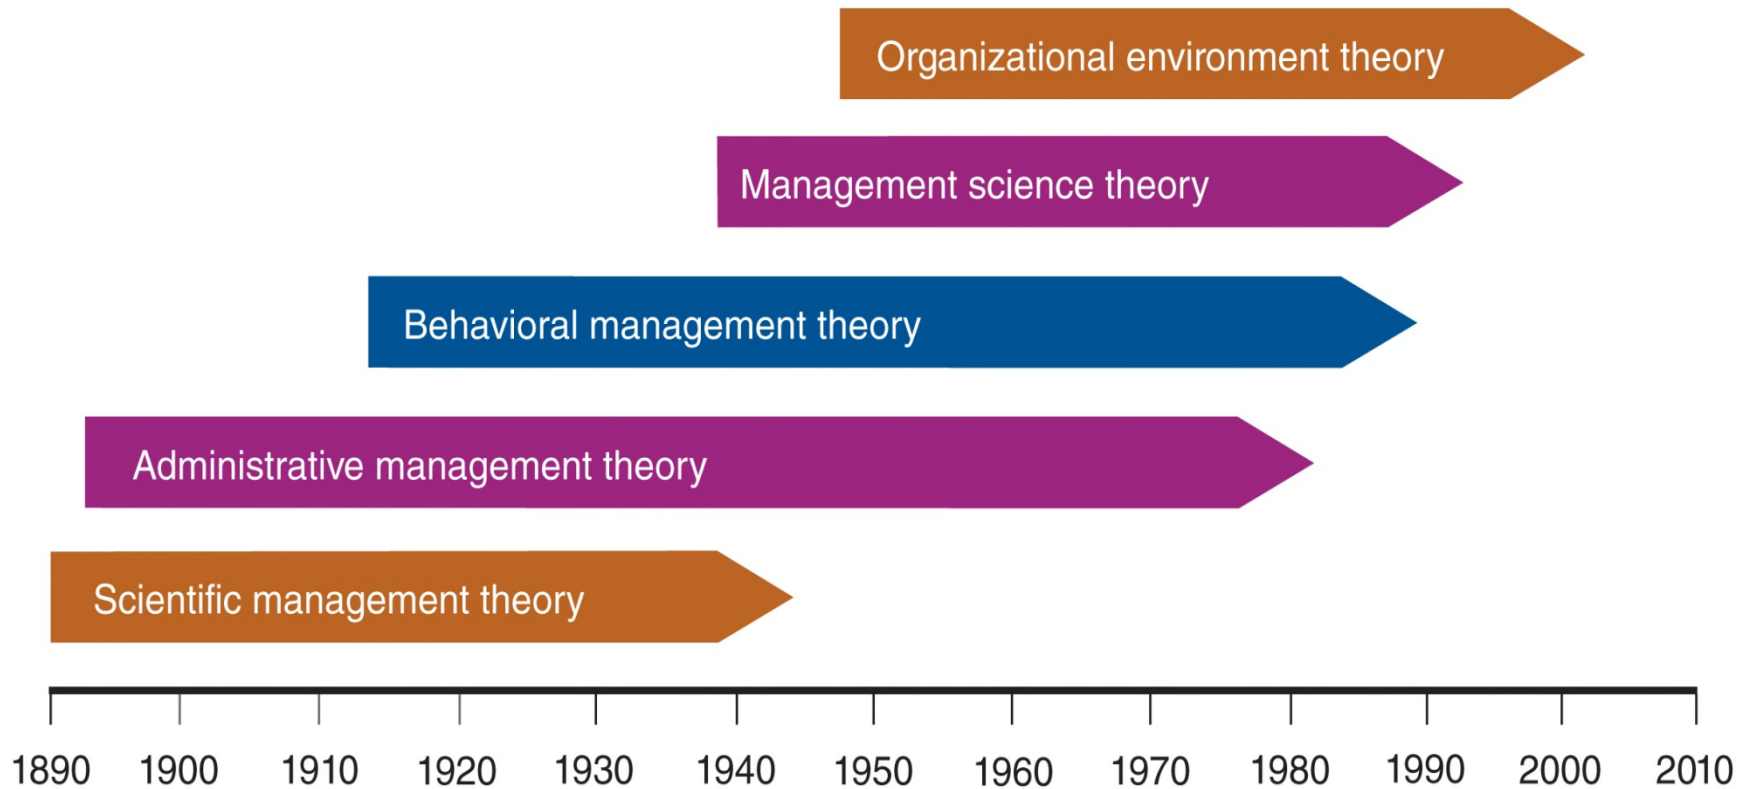 Organizational environment theory
Management science theory
Behavioral management theory
Administrative management theory
Scientific management theory
1890 1900 1910 1920 1930 1940 1950 1960 1970 1980 1990 2000 2010